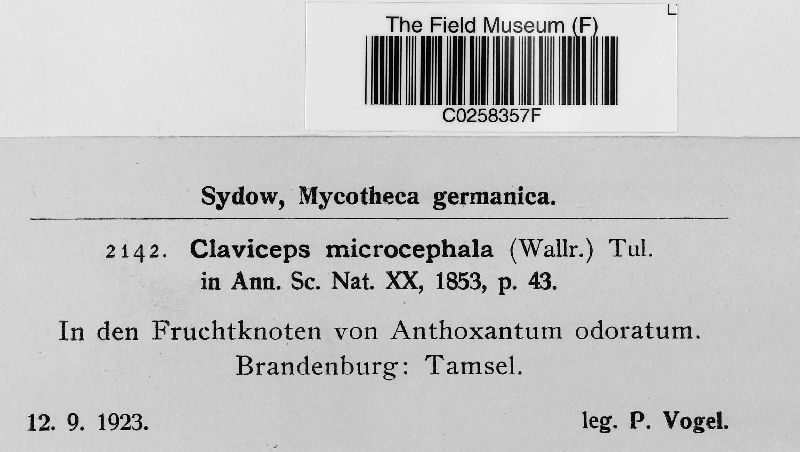 The Field Museum (F)
C0258357F
Sydow, Mycotheca germanica.
2142. Claviceps microcephala (Wallr.) Tul.
in Ann. Sc. Nat. XX, 1853, p. 43.
In den Fruchtknoten von Anthoxantum odoratum.
Brandenburg: Tamsel.
12. 9. 1923.
leg. P. Vogel.